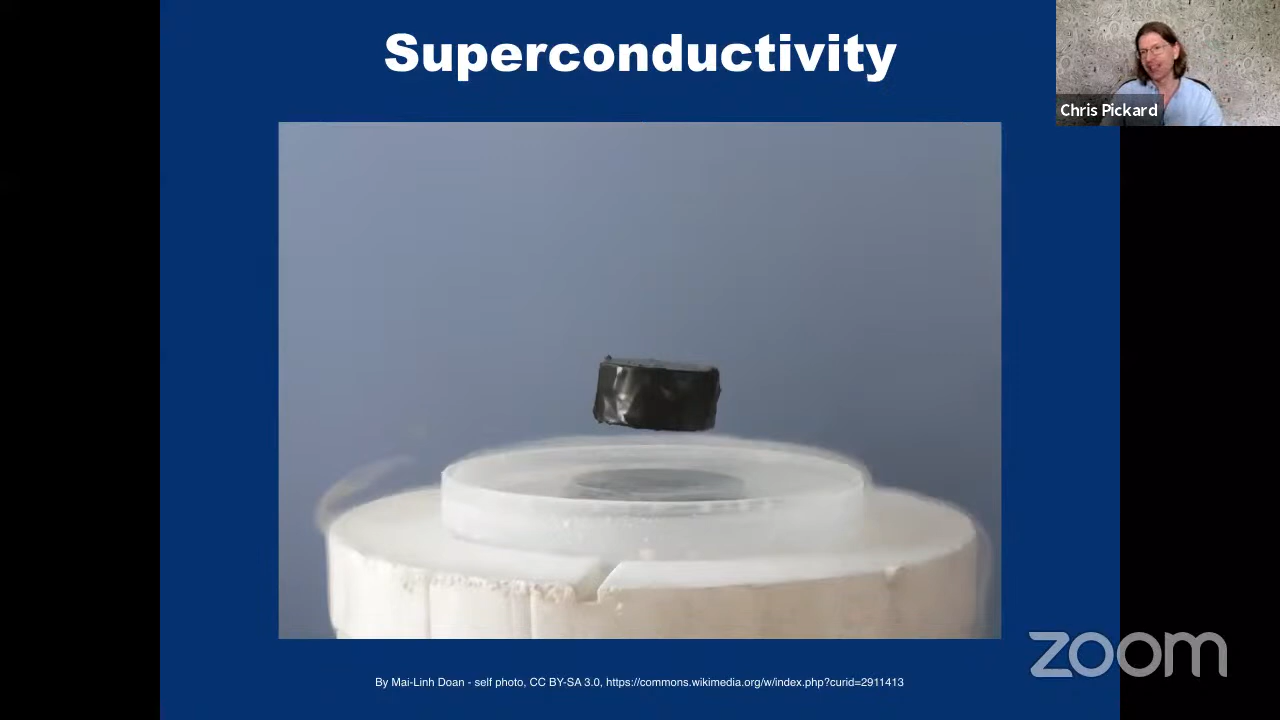 Superconductivity
Chris Pickard
By Mai-Linh Doan - self photo, CC BY-SA 3.0, https://commons.wikimedia.org/w/index.php?curid=2911413
zoom